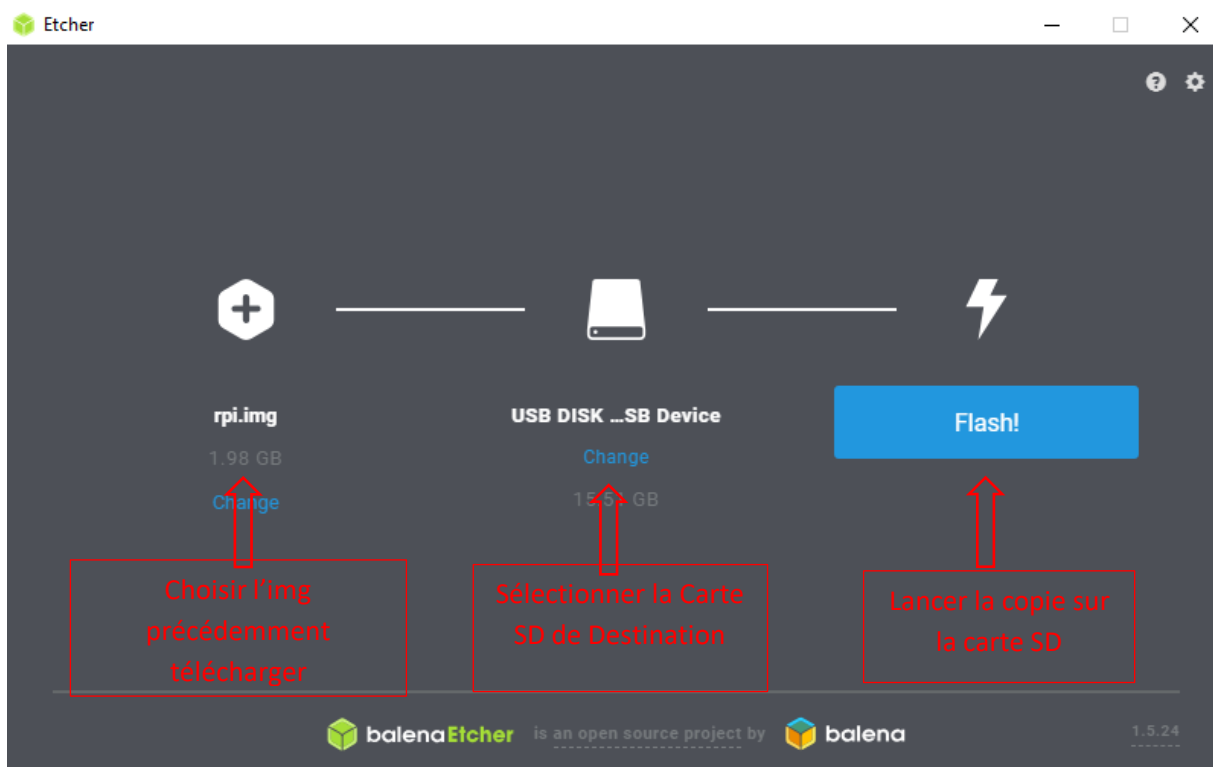 Etcher
rpi.img
1.98 GB
Change
USB DISK ...SB Device
Change
GB
Flash!
Choisir l'img
précédemment
télécharger
Sélectionner la Carte
SD de Destination
Lancer la copie sur
la carte SD
balenaEtcher is an open source project by balena
1.5.24